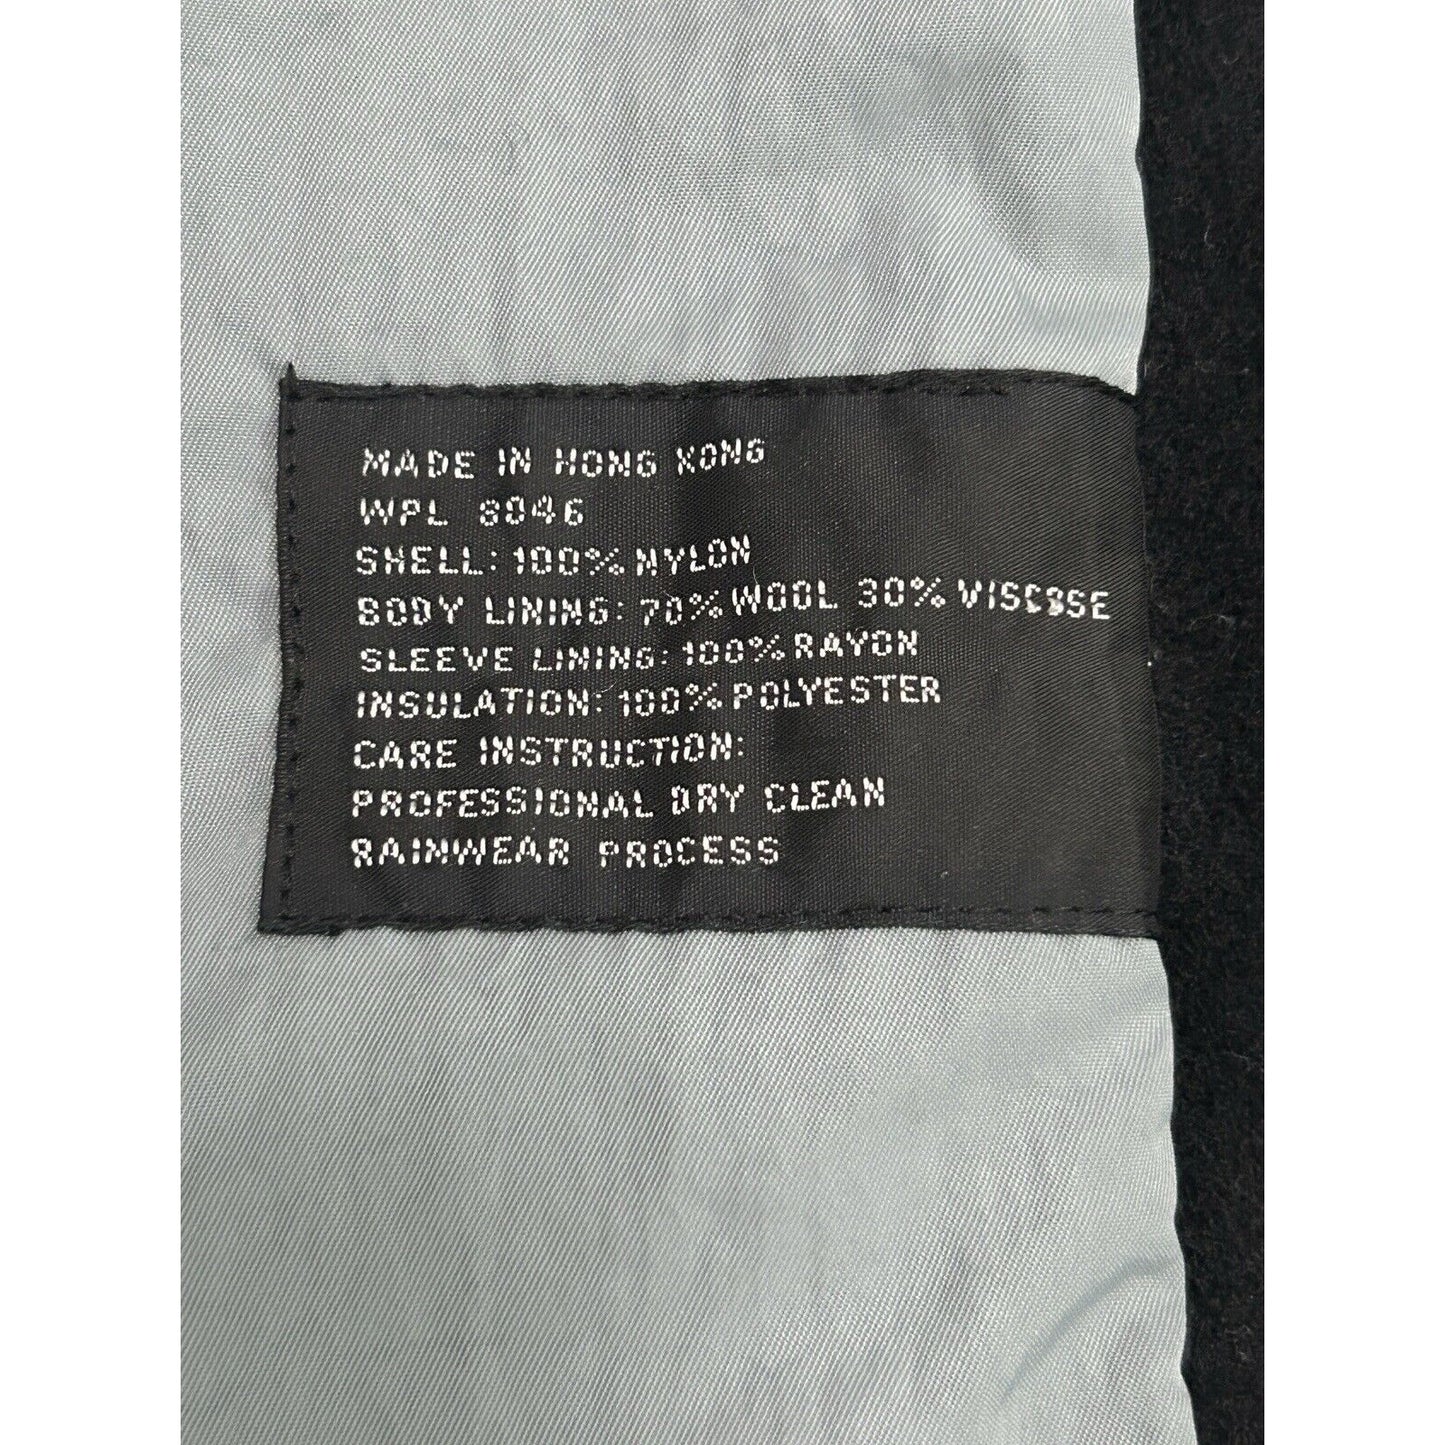 MADE IN HONG KONG
WPL 8046
SHELL: 100% NYLON
BODY LINING: 70% WOOL 30% VISCOSE
SLEEVE LINING: 100% RAYON
INSULATION: 100% POLYESTER
CARE INSTRUCTION:
PROFESSIONAL DRY CLEAN
RAINWEAR PROCESS